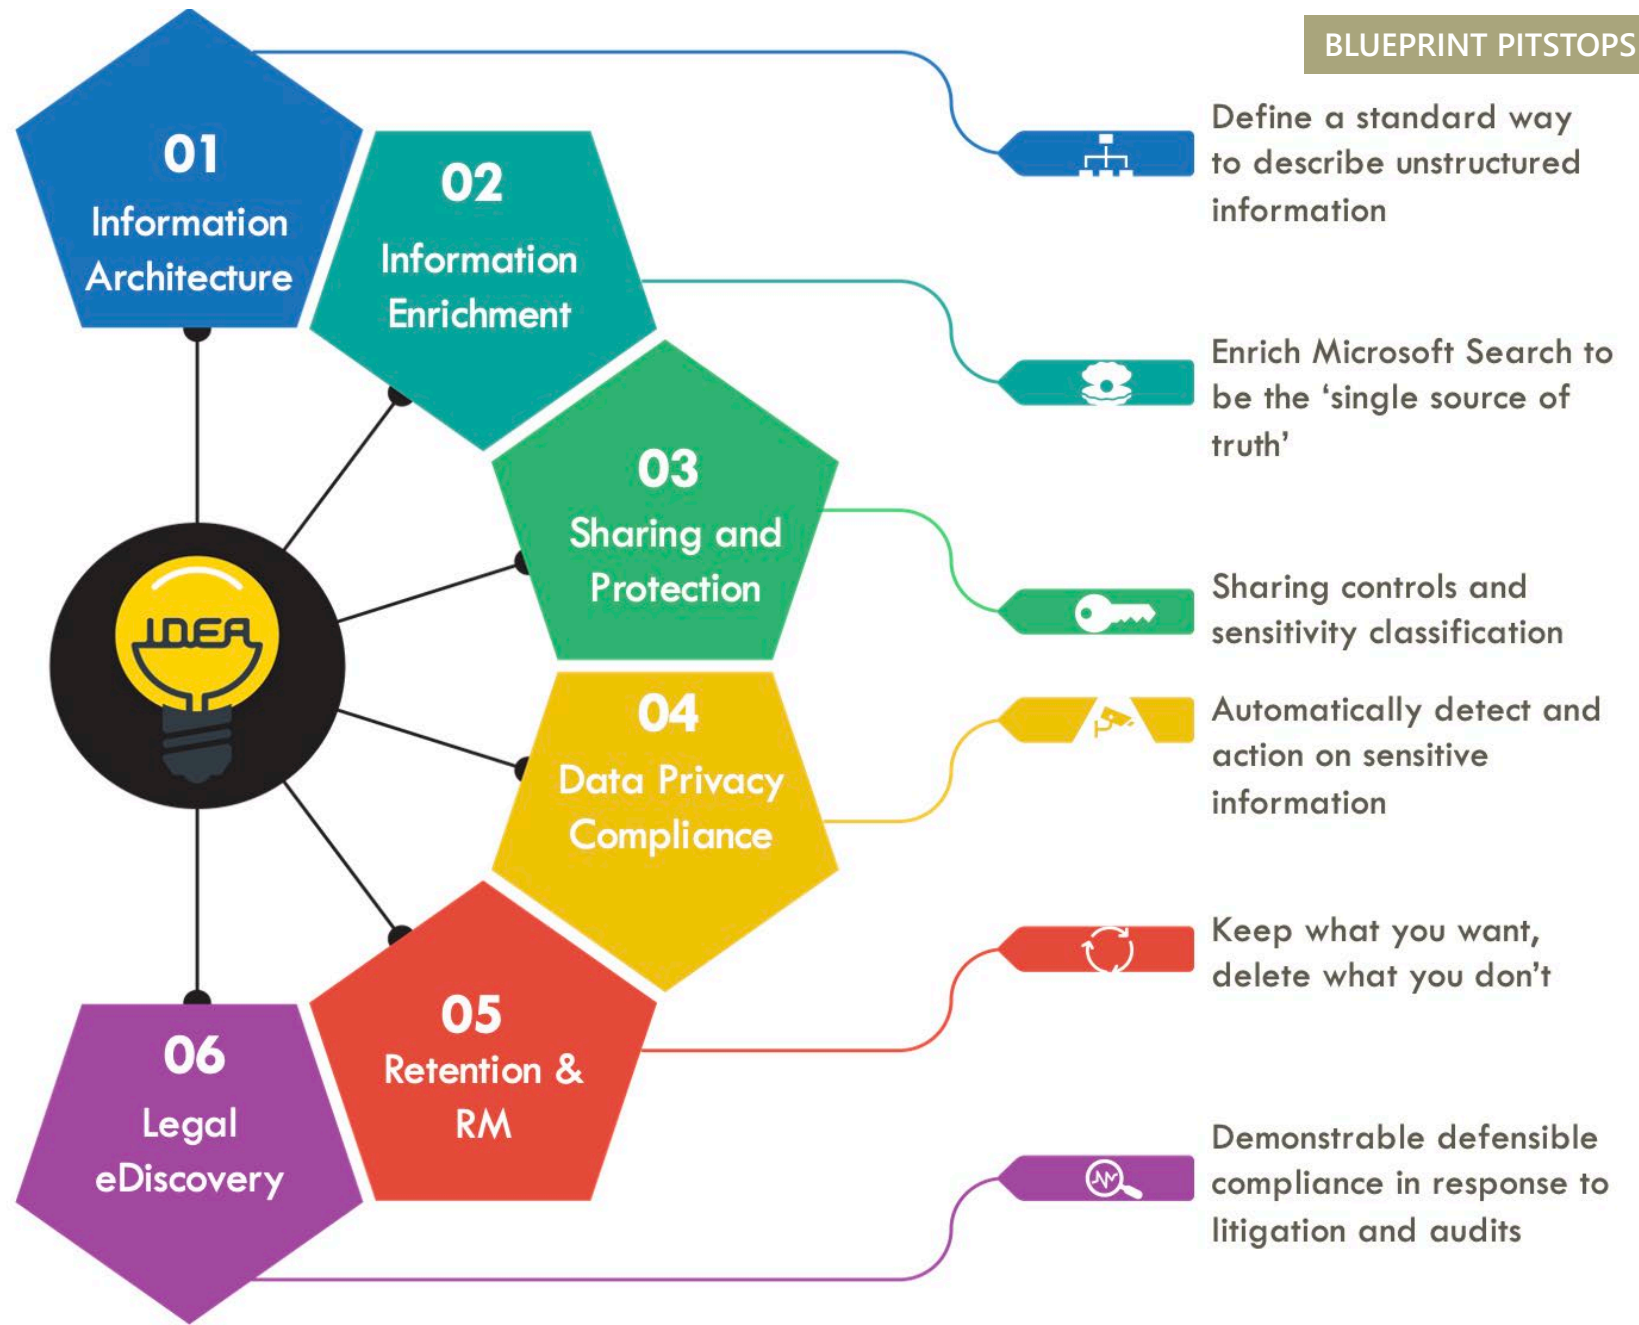 BLUEPRINT PITSTOPS
01
Information
Architecture
Define a standard way
to describe unstructured
information
02
Information
Enrichment
Enrich Microsoft Search to
be the ‘single source of
truth’
03
Sharing and
Protection
Sharing controls and
sensitivity classification
IDEA
04
Data Privacy
Compliance
Automatically detect and
action on sensitive
information
05
Retention &
RM
Keep what you want,
delete what you don’t
06
Legal
eDiscovery
Demonstrable defensible
compliance in response to
litigation and audits